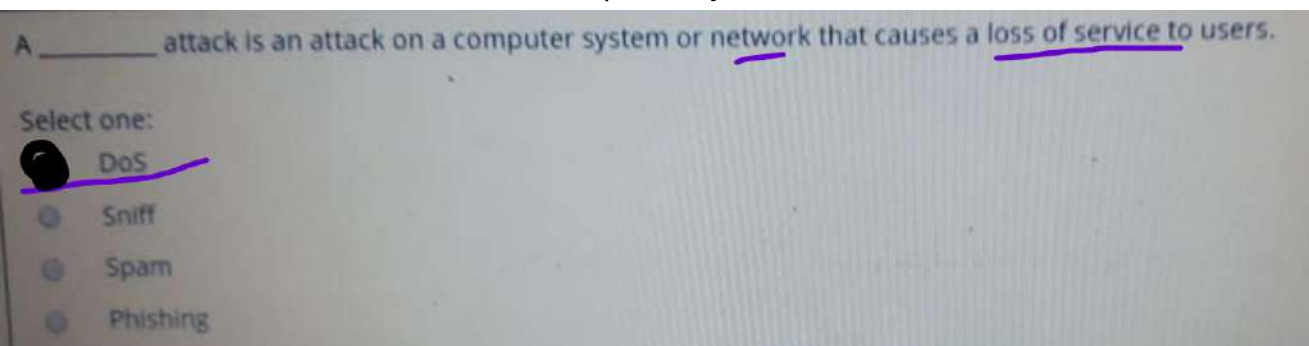 A ________ attack is an attack on a computer system or network that causes a loss of service to users.
Select one:
DoS
Sniff
Spam
Phishing